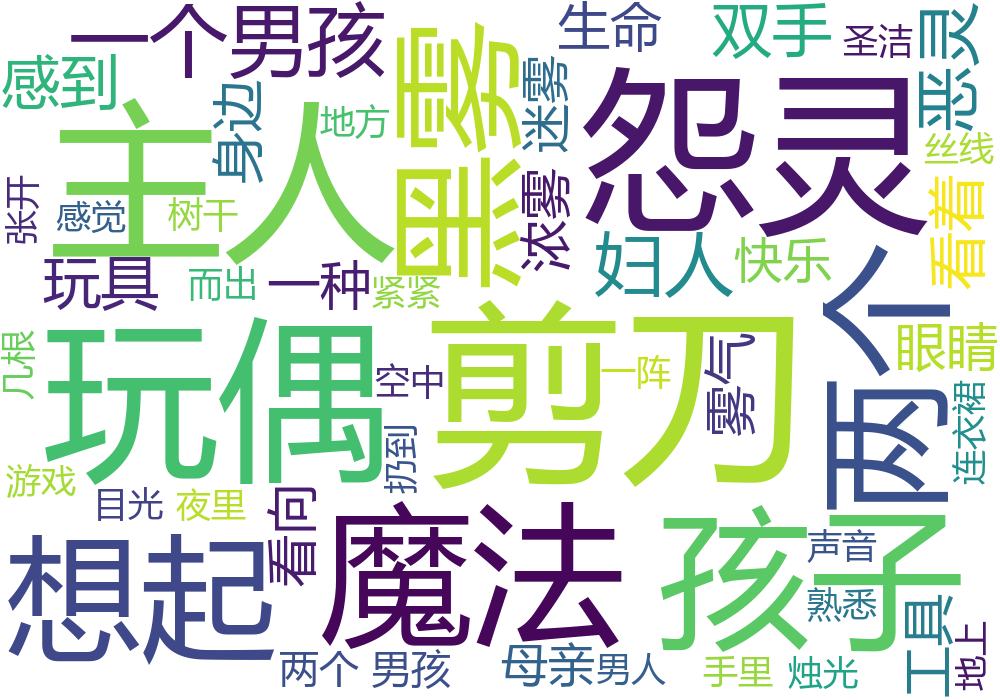 一个男孩
生命
双手
圣洁
恶灵
感到
主人
身边
地方
黑雾
迷雾
怨灵
丝线
张开
感觉
树干
浓雾
妇人
快乐
看着
玩具
而出
一种
紧紧
两个
几根
玩偶
空中
剪刀
一阵
雾气
眼睛
连衣裙
扔到
游戏
目光
夜里
看向
想起
魔法
孩子
声音
熟悉
工具
地上
两个 男孩
母亲
男人
手里
烛光